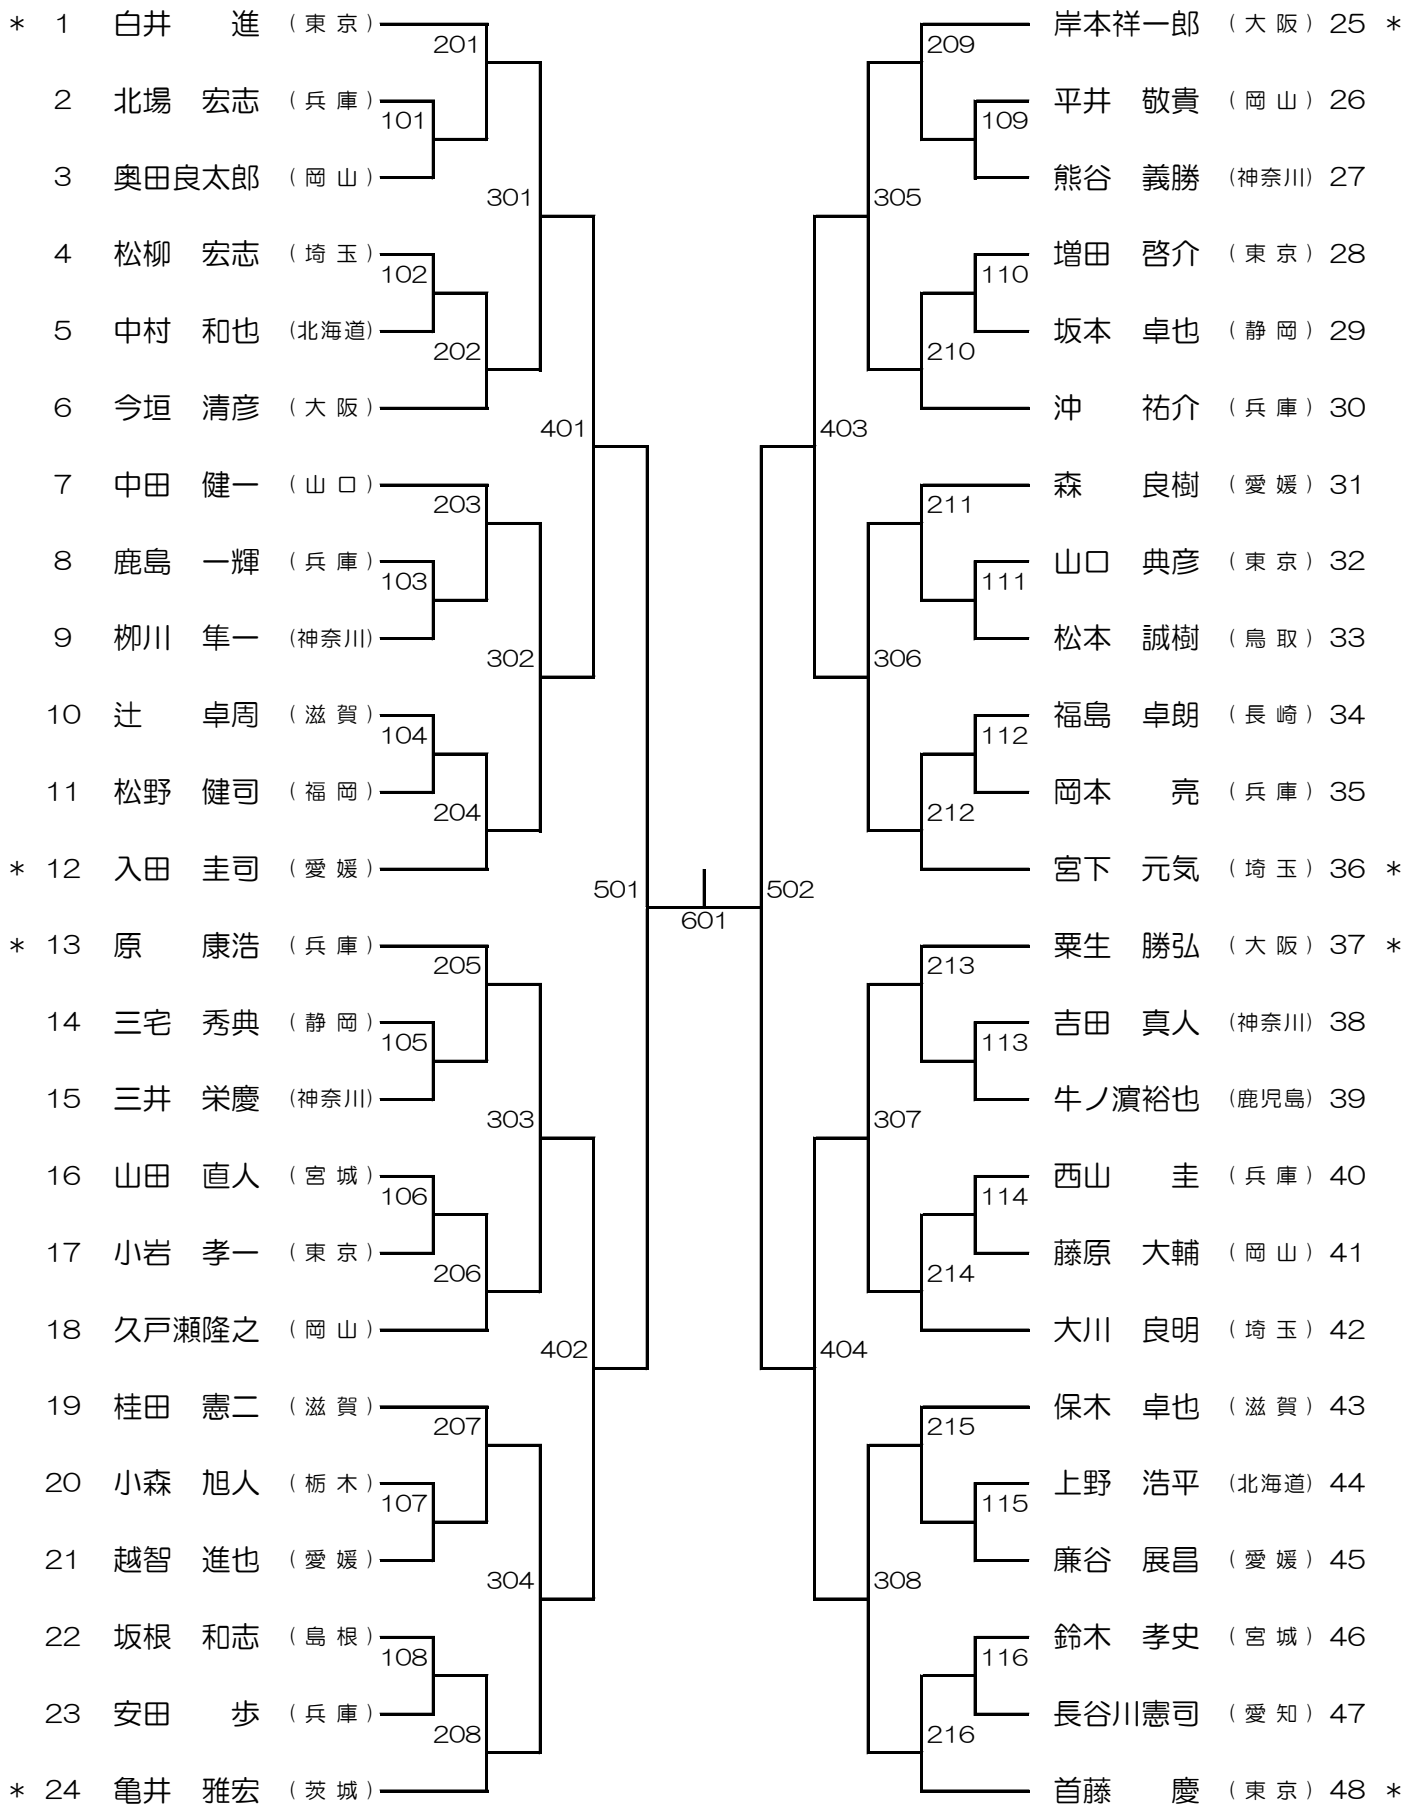 * 1 白井 進 (東京)
201
2 北場 宏志 (兵庫)
101
3 奥田良太郎 (岡山)
301
4 松柳 宏志 (埼玉)
102
5 中村 和也 (北海道)
202
6 今垣 清彦 (大阪)
401
7 中田 健一 (山口)
203
8 鹿島 一輝 (兵庫)
103
9 栁川 隼一 (神奈川)
302
10 辻 卓周 (滋賀)
104
11 松野 健司 (福岡)
204
* 12 入田 圭司 (愛媛)
501
* 13 原 康浩 (兵庫)
205
14 三宅 秀典 (静岡)
105
15 三井 栄慶 (神奈川)
303
16 山田 直人 (宮城)
106
17 小岩 孝一 (東京)
206
18 久戸瀬隆之 (岡山)
402
19 桂田 憲二 (滋賀)
207
20 小森 旭人 (栃木)
107
21 越智 進也 (愛媛)
304
22 坂根 和志 (島根)
108
23 安田 歩 (兵庫)
208
* 24 亀井 雅宏 (茨城)
601
岸本祥一郎 (大阪) 25 *
209
平井 敬貴 (岡山) 26
109
熊谷 義勝 (神奈川) 27
305
増田 啓介 (東京) 28
110
坂本 卓也 (静岡) 29
210
沖 祐介 (兵庫) 30
403
森 良樹 (愛媛) 31
211
山口 典彦 (東京) 32
111
松本 誠樹 (鳥取) 33
306
福島 卓朗 (長崎) 34
112
岡本 亮 (兵庫) 35
212
宮下 元気 (埼玉) 36 *
502
粟生 勝弘 (大阪) 37 *
213
吉田 真人 (神奈川) 38
113
牛ノ濵裕也 (鹿児島) 39
307
西山 圭 (兵庫) 40
114
藤原 大輔 (岡山) 41
214
大川 良明 (埼玉) 42
404
保木 卓也 (滋賀) 43
215
上野 浩平 (北海道) 44
115
廉谷 展昌 (愛媛) 45
308
鈴木 孝史 (宮城) 46
116
長谷川憲司 (愛知) 47
216
首藤 慶 (東京) 48 *